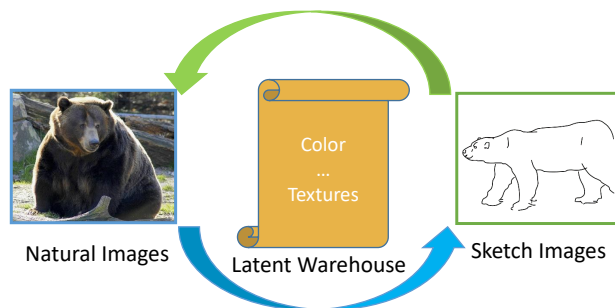 Color
...
Textures
Natural Images
Latent Warehouse
Sketch Images